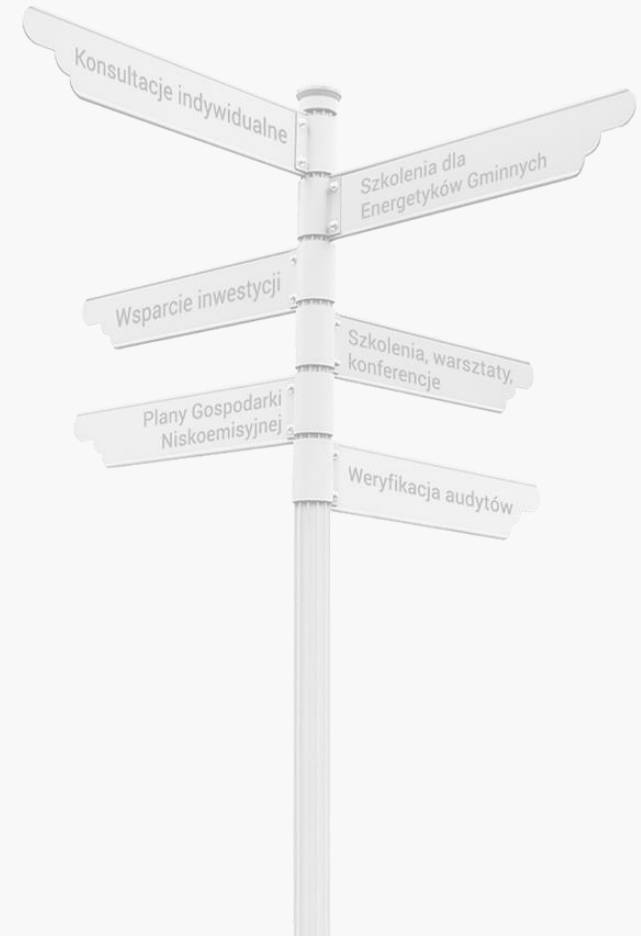 Konsultacje indywidualne
Szkolenia dla
Energetyków Gminnych
Wsparcie inwestycji
Szkolenia, warsztaty,
konferencje
Plany Gospodarki
Niskoemisyjnej
Weryfikacja audytów